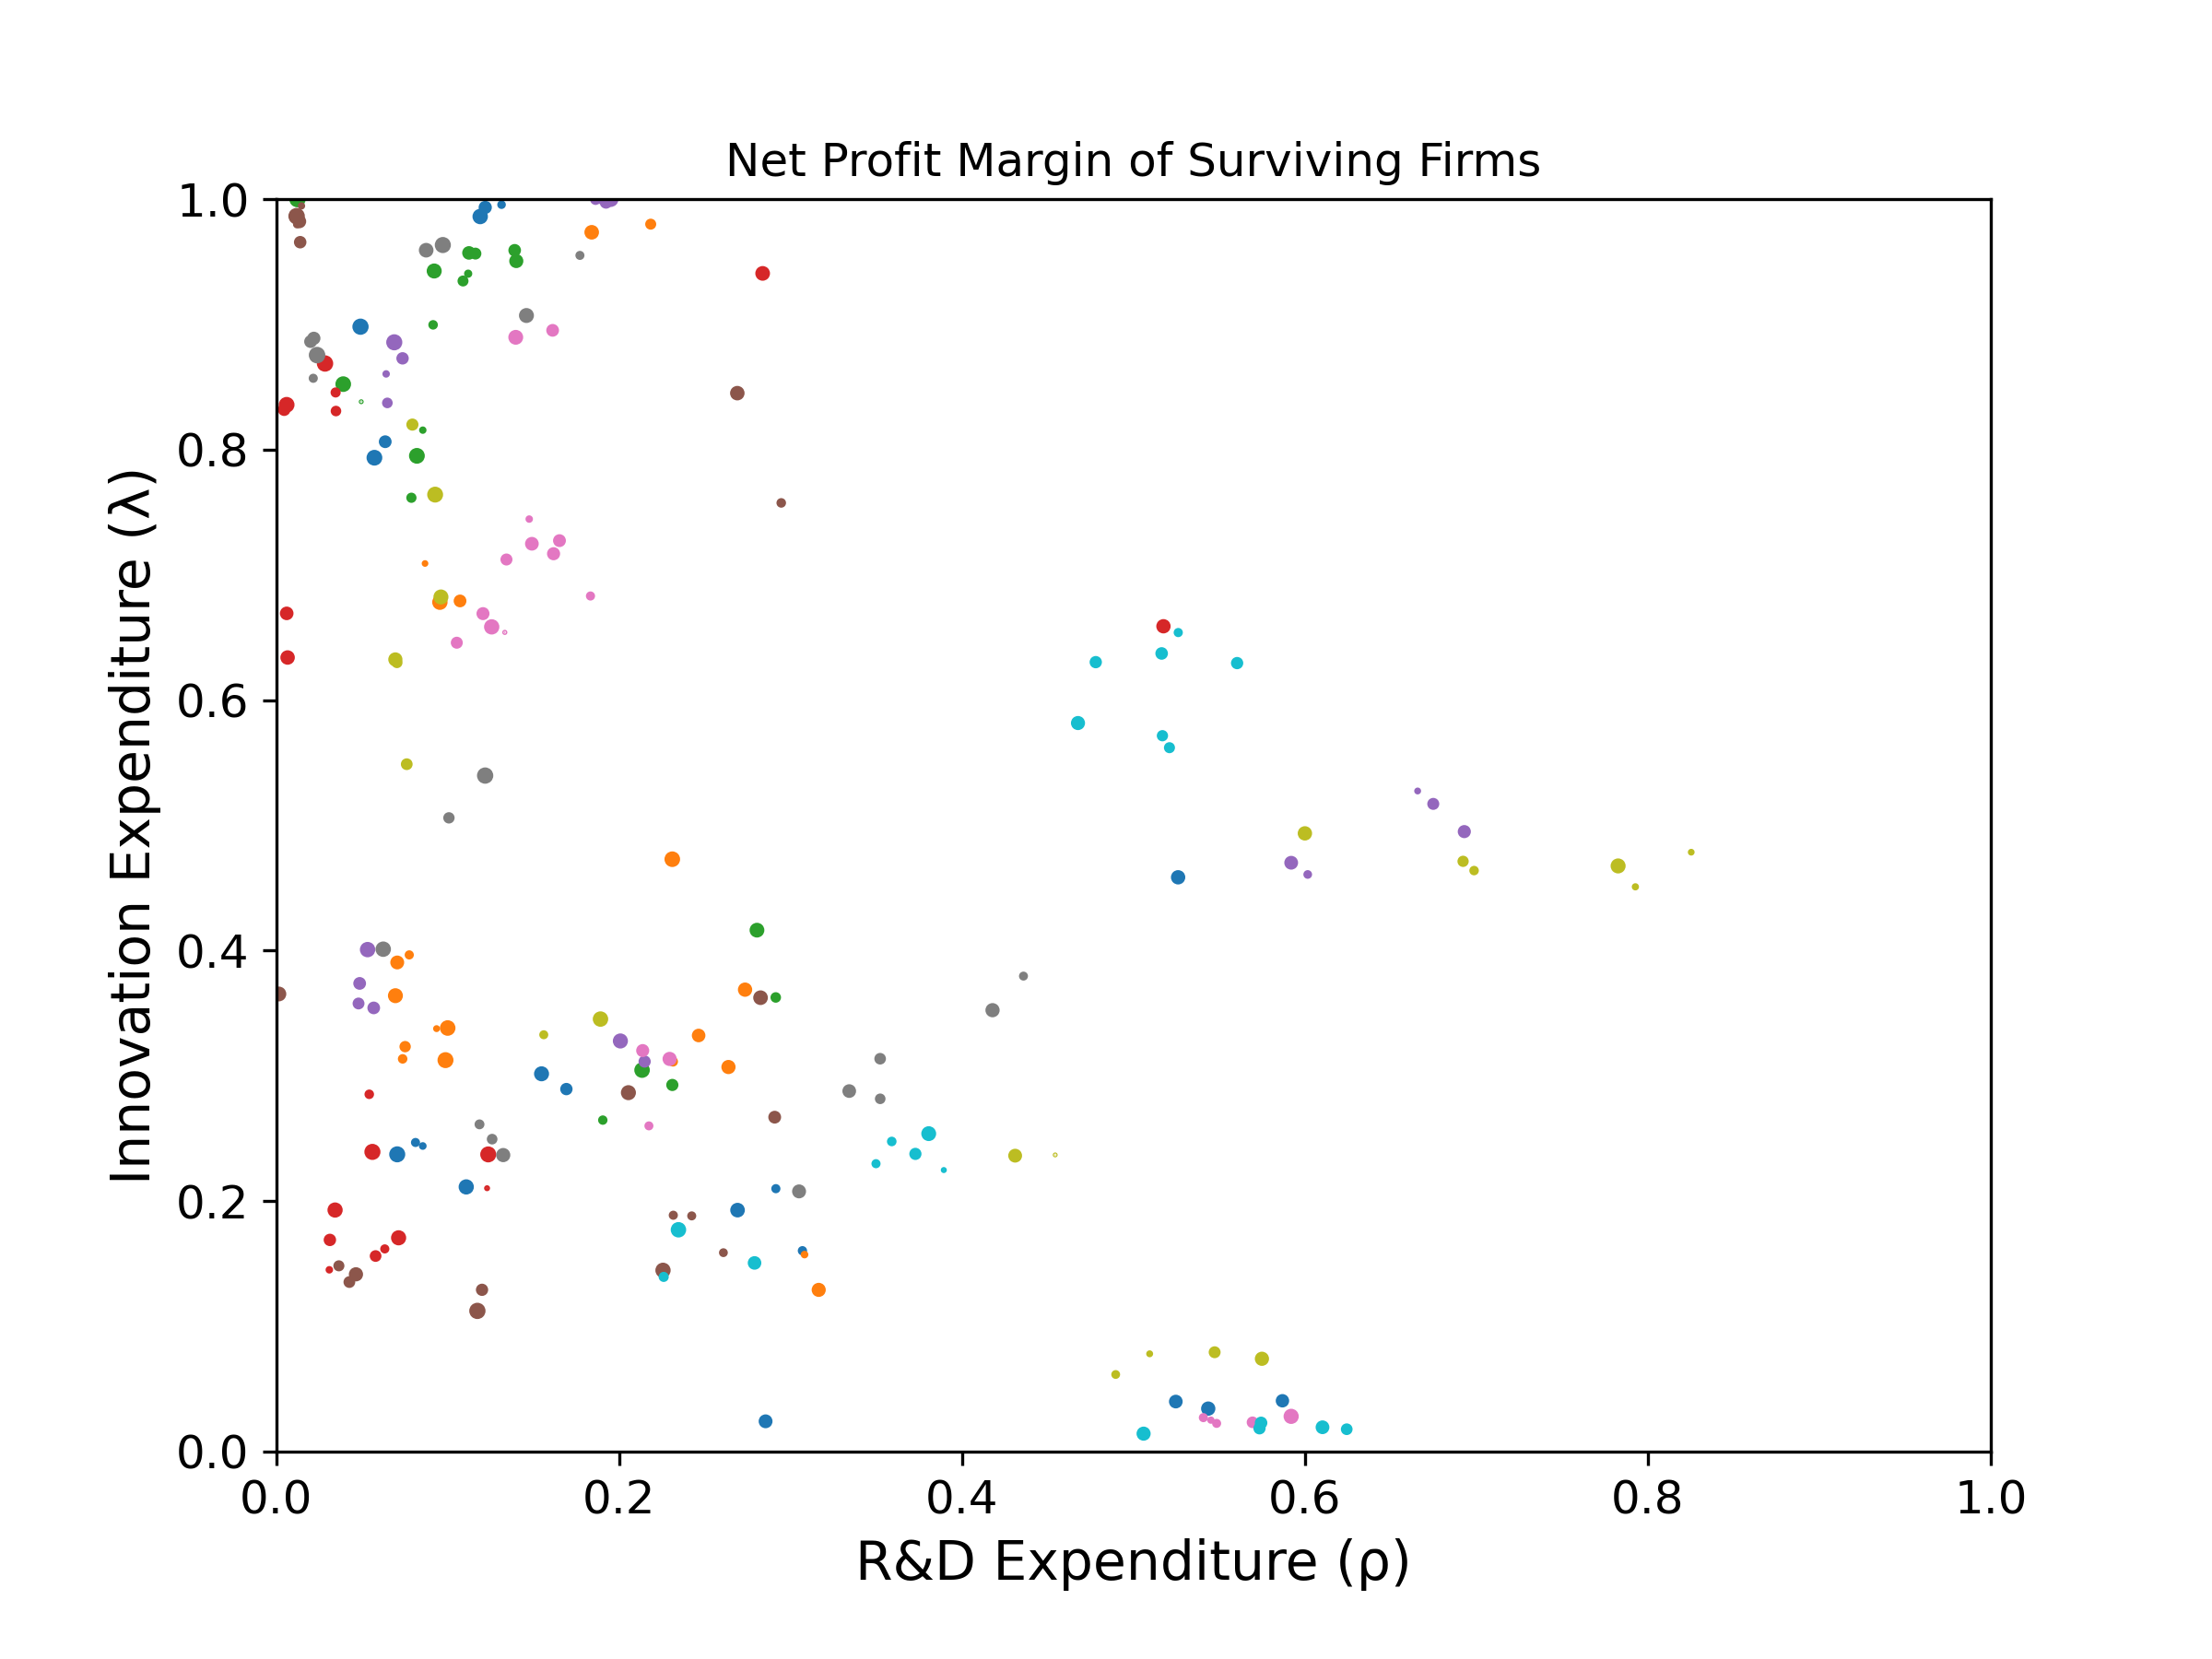 Net Profit Margin of Surviving Firms
1.0
0.8
0.6
0.4
0.2
0.0
Innovation Expenditure (λ)
0.0 0.2 0.4 0.6 0.8 1.0
R&D Expenditure (ρ)